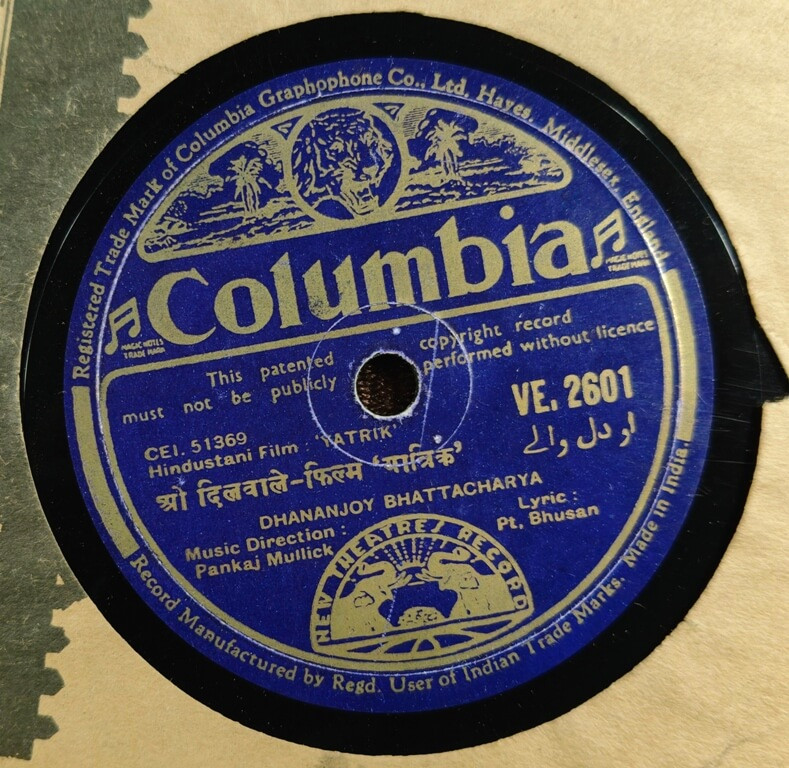 Registered Trade Mark of Columbia Graphophone Co., Ltd. Hayes, Middlesex, England.
Columbia
MAGIC NOTES
TRADE MARK
MAGIC NOTES
TRADE MARK
This patented copyright record
must not be publicly performed without licence
VE. 2601
CEI. 51369
Hindustani Film : 'YATRIK'
او دل والے
श्रो दिलवाले-फिल्म 'यात्रिक'
DHANANJOY BHATTACHARYA
Music Direction :
Pankaj Mullick
Lyric :
Pt. Bhusan
NEW THEATRES RECORD
Record Manufactured by Regd. User of Indian Trade Marks. Made in India.